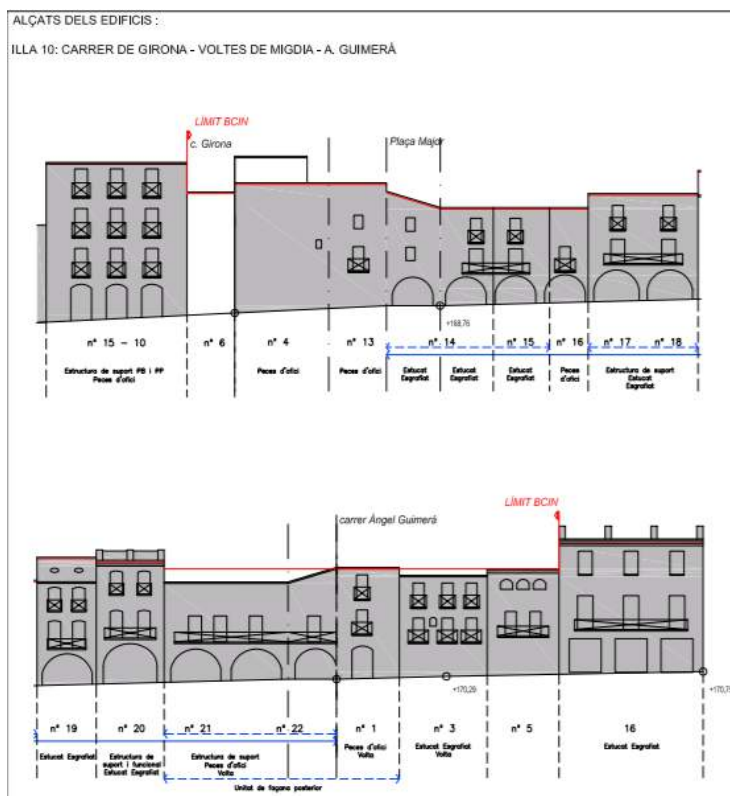 ALÇATS DELS EDIFICIS :
ILLA 10: CARRER DE GIRONA - VOLTES DE MIGDIA - A. GUIMERÀ
LÍMIT BCIN
c. Girona
Plaça Major
+168,76
nº 15 - 10
nº 6
nº 4
nº 13
nº 14
nº 15
nº 16
nº 17
nº 18
Estructura de suport PB i PP
Peces d'ofici
Peces d'ofici
Peces d'ofici
Estucat
Esgrafiat
Estucat
Esgrafiat
Estucat
Esgrafiat
Peces
d'ofici
Estructura de suport
Estucat
Esgrafiat
LÍMIT BCIN
carrer Àngel Guimerà
+170,29
+170,75
nº 19
nº 20
nº 21
nº 22
nº 1
nº 3
nº 5
16
Estucat Esgrafiat
Estructura de
suport i funcional
Estucat Esgrafiat
Estructura de suport
Peces d'ofici
Volta
Peces d'ofici
Volta
Estucat Esgrafiat
Volta
Estucat Esgrafiat
Unitat de façana posterior